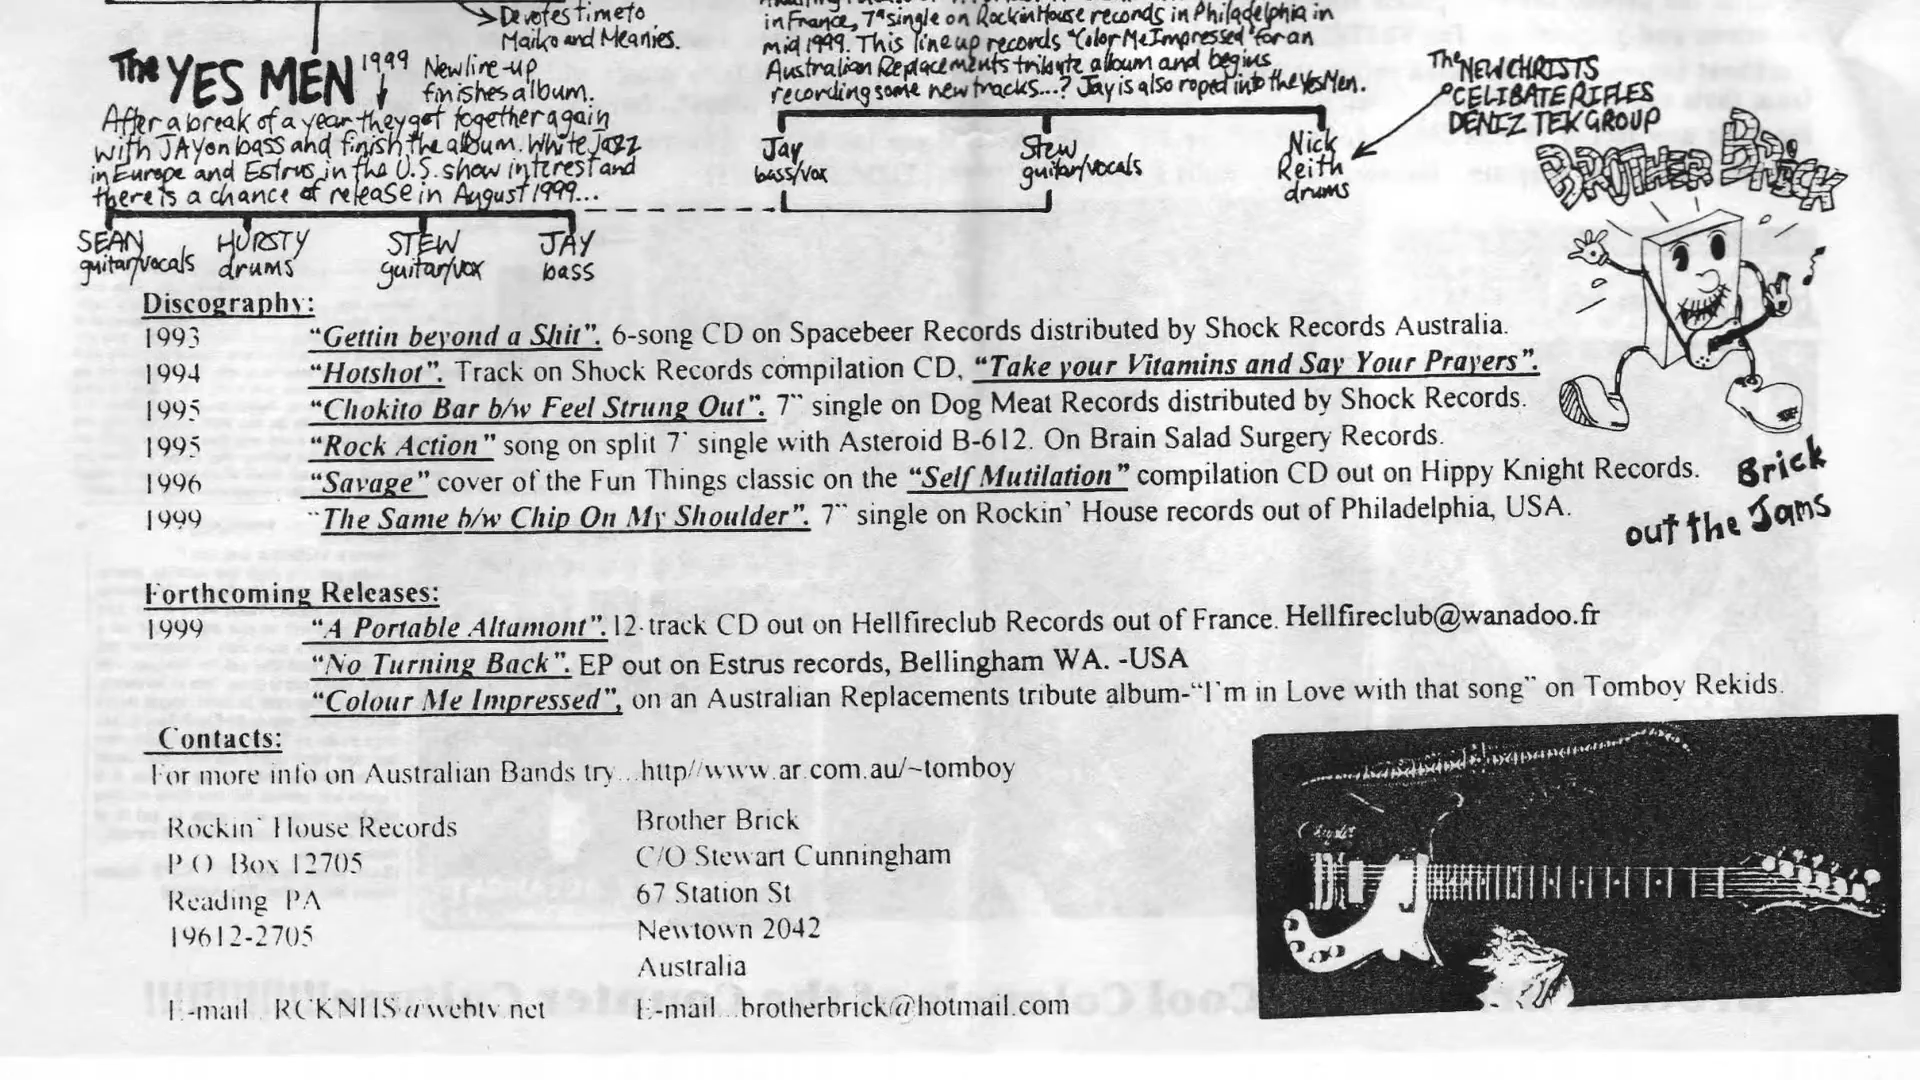 Devotes time to
Maiko and Meanies.
in France, 7" single on Rockin House records in Philadelphia in
mid 1999. This line up records "Color Me Impressed" for an
Australian Replacements tribute album and begins
recording some new tracks...? Jay is also roped into the Yes Men.
The YES MEN 1999
New line-up
finishes album.
After a break of a year they get together again
with JAY on bass and finish the album. White Jazz
in Europe and Estrus in the U.S. show interest and
there is a chance of release in August 1999...
The NEW CHRISTS
CELIBATE RIFLES
DENIZ TEK GROUP
Jay
bass/vox
Stew
guitar/vocals
Nick
Reith
drums
BROTHER BRICK
SEAN
guitar/vocals
HURSTY
drums
STEW
guitar/vox
JAY
bass
Discography:
1993 "Gettin beyond a Shit". 6-song CD on Spacebeer Records distributed by Shock Records Australia.
1994 "Hotshot". Track on Shock Records compilation CD, "Take your Vitamins and Say Your Prayers".
1995 "Chokito Bar b/w Feel Strung Out". 7" single on Dog Meat Records distributed by Shock Records.
1995 "Rock Action" song on split 7" single with Asteroid B-612. On Brain Salad Surgery Records.
1996 "Savage" cover of the Fun Things classic on the "Self Mutilation" compilation CD out on Hippy Knight Records.
1999 "The Same b/w Chip On My Shoulder". 7" single on Rockin' House records out of Philadelphia, USA.
Brick
out the Jams
Forthcoming Releases:
1999 "A Portable Altamont". 12-track CD out on Hellfireclub Records out of France. Hellfireclub@wanadoo.fr
"No Turning Back". EP out on Estrus records, Bellingham WA. -USA
"Colour Me Impressed", on an Australian Replacements tribute album-"I'm in Love with that song" on Tomboy Rekids.
Contacts:
For more info on Australian Bands try...http//www.ar.com.au/~tomboy
Rockin' House Records
P.O. Box 12705
Reading PA
19612-2705
E-mail...RCKNHS@webtv.net
Brother Brick
C/O Stewart Cunningham
67 Station St
Newtown 2042
Australia
E-mail...brotherbrick@hotmail.com